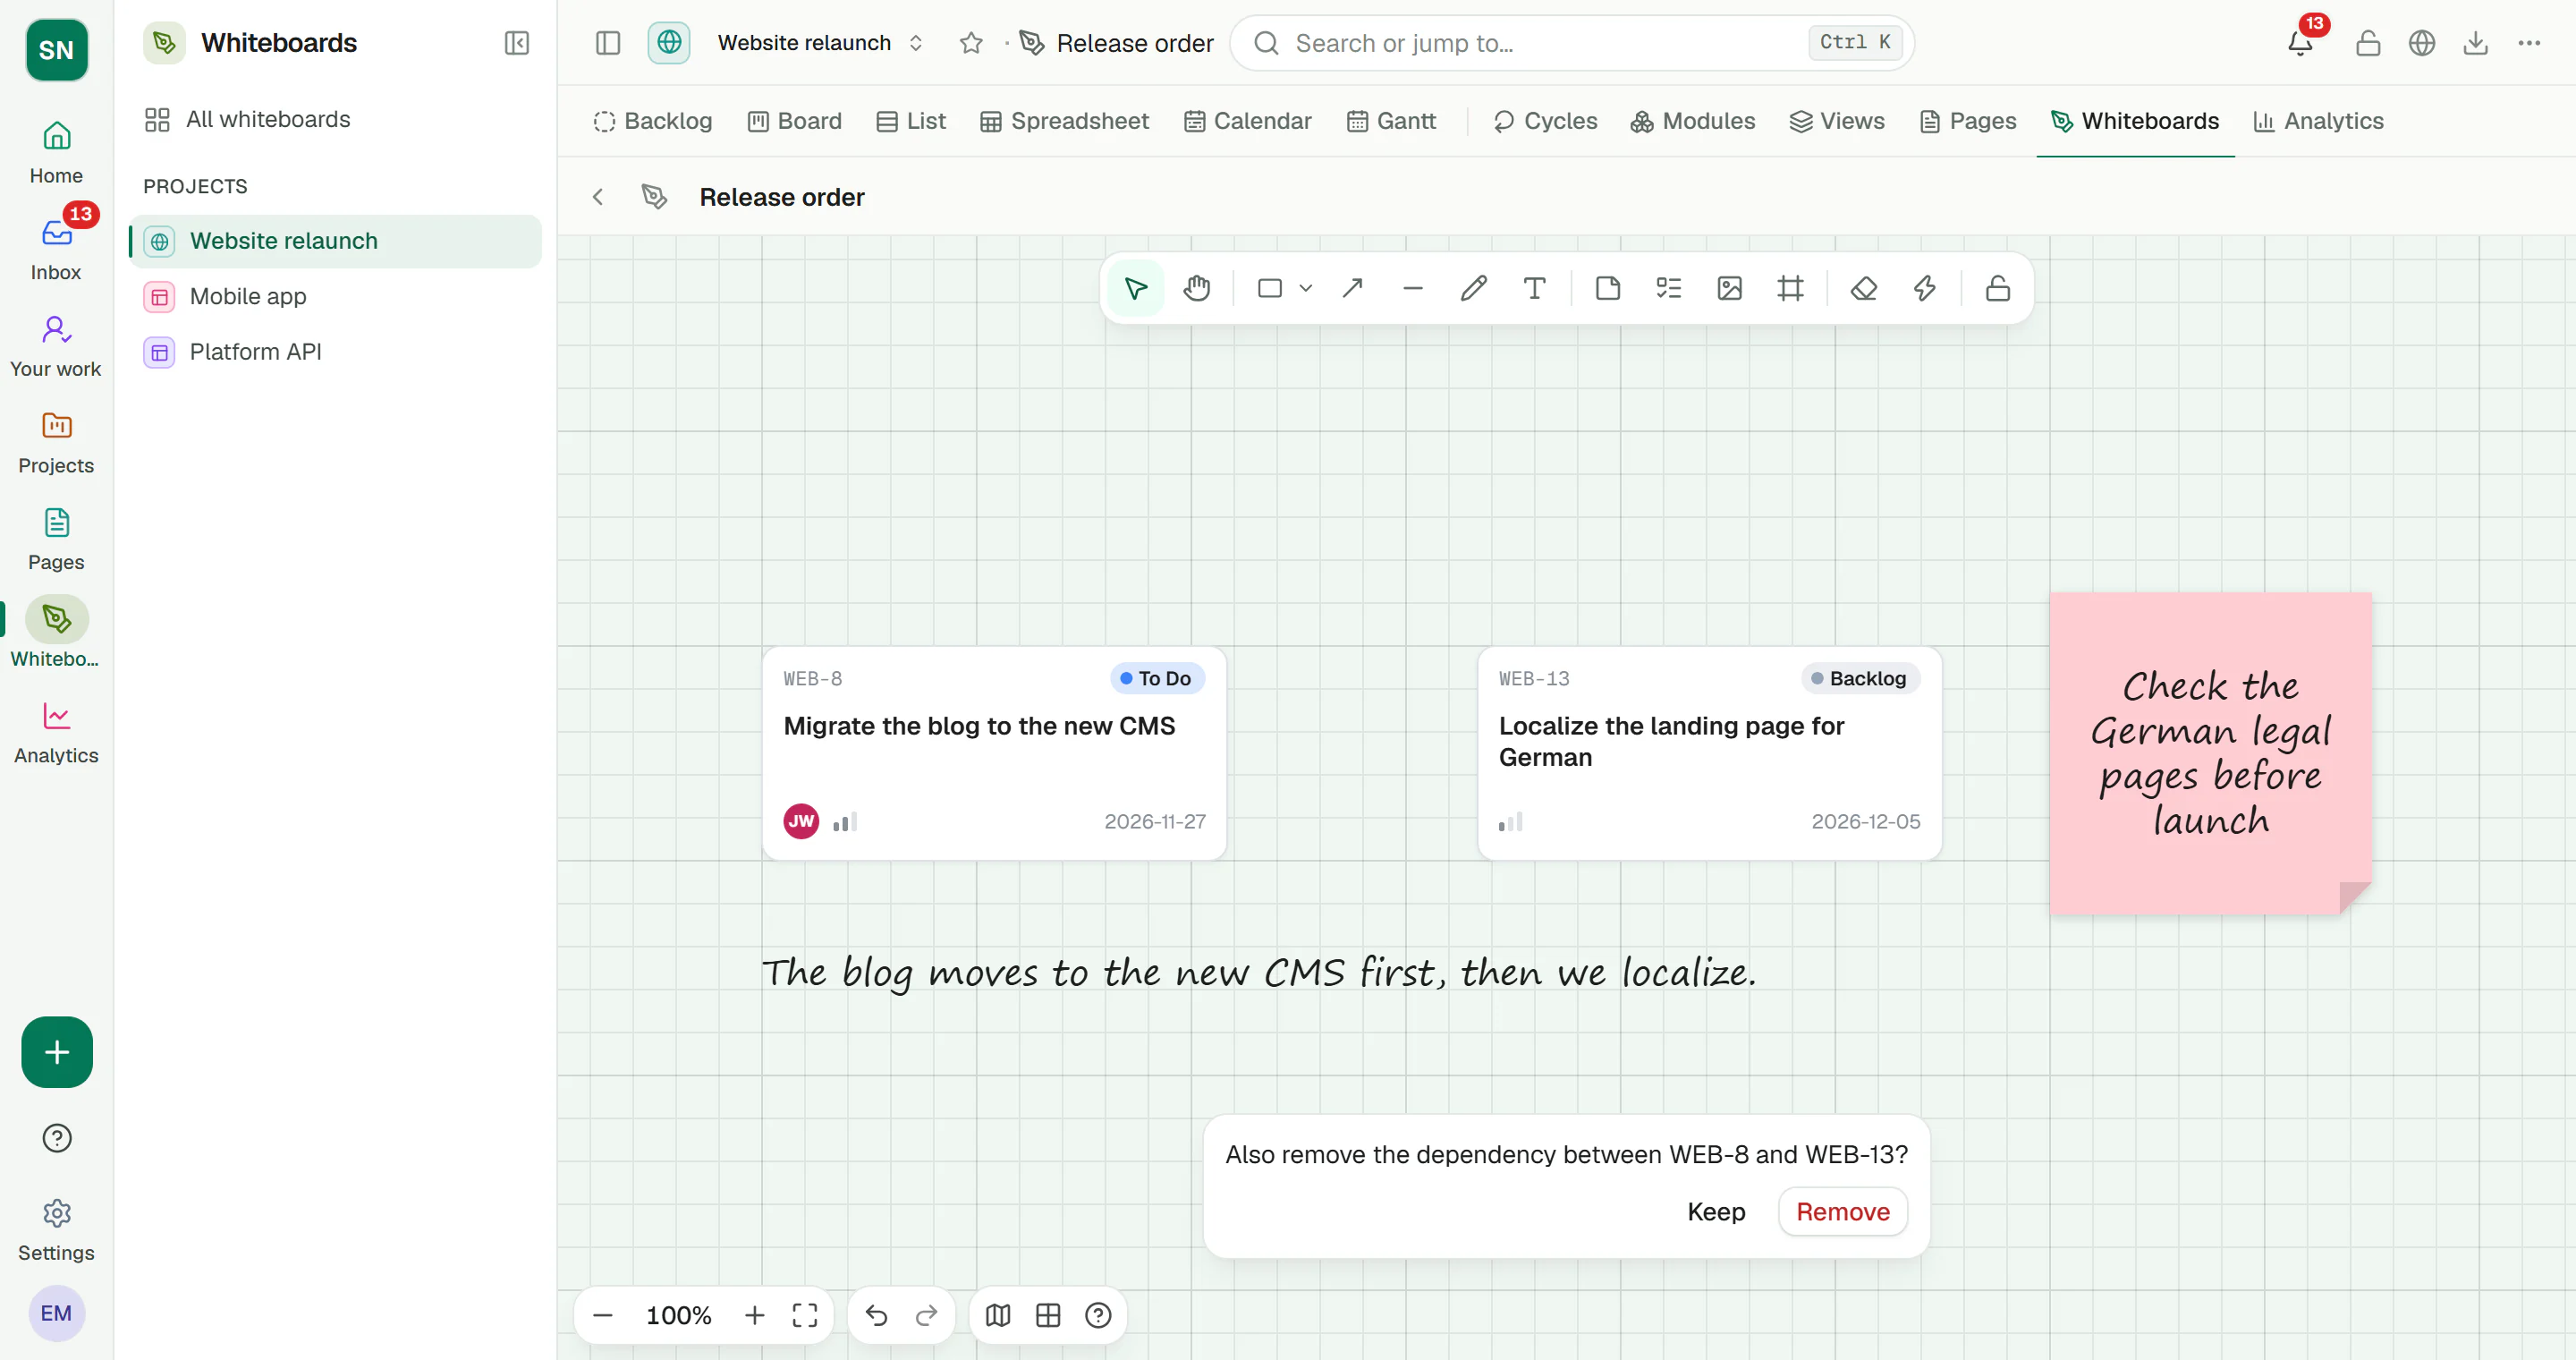 SN
Home
13
Inbox
Your work
Projects
Pages
Whitebo...
Analytics
Settings
EM
Whiteboards
All whiteboards
PROJECTS
Website relaunch
Mobile app
Platform API
Website relaunch
Release order
Search or jump to...
Ctrl K
13
Backlog
Board
List
Spreadsheet
Calendar
Gantt
Cycles
Modules
Views
Pages
Whiteboards
Analytics
Release order
WEB-8
To Do
Migrate the blog to the new CMS
JW
2026-11-27
WEB-13
Backlog
Localize the landing page for
German
2026-12-05
Check the
German legal
pages before
launch
The blog moves to the new CMS first, then we localize.
Also remove the dependency between WEB-8 and WEB-13?
Keep
Remove
100%